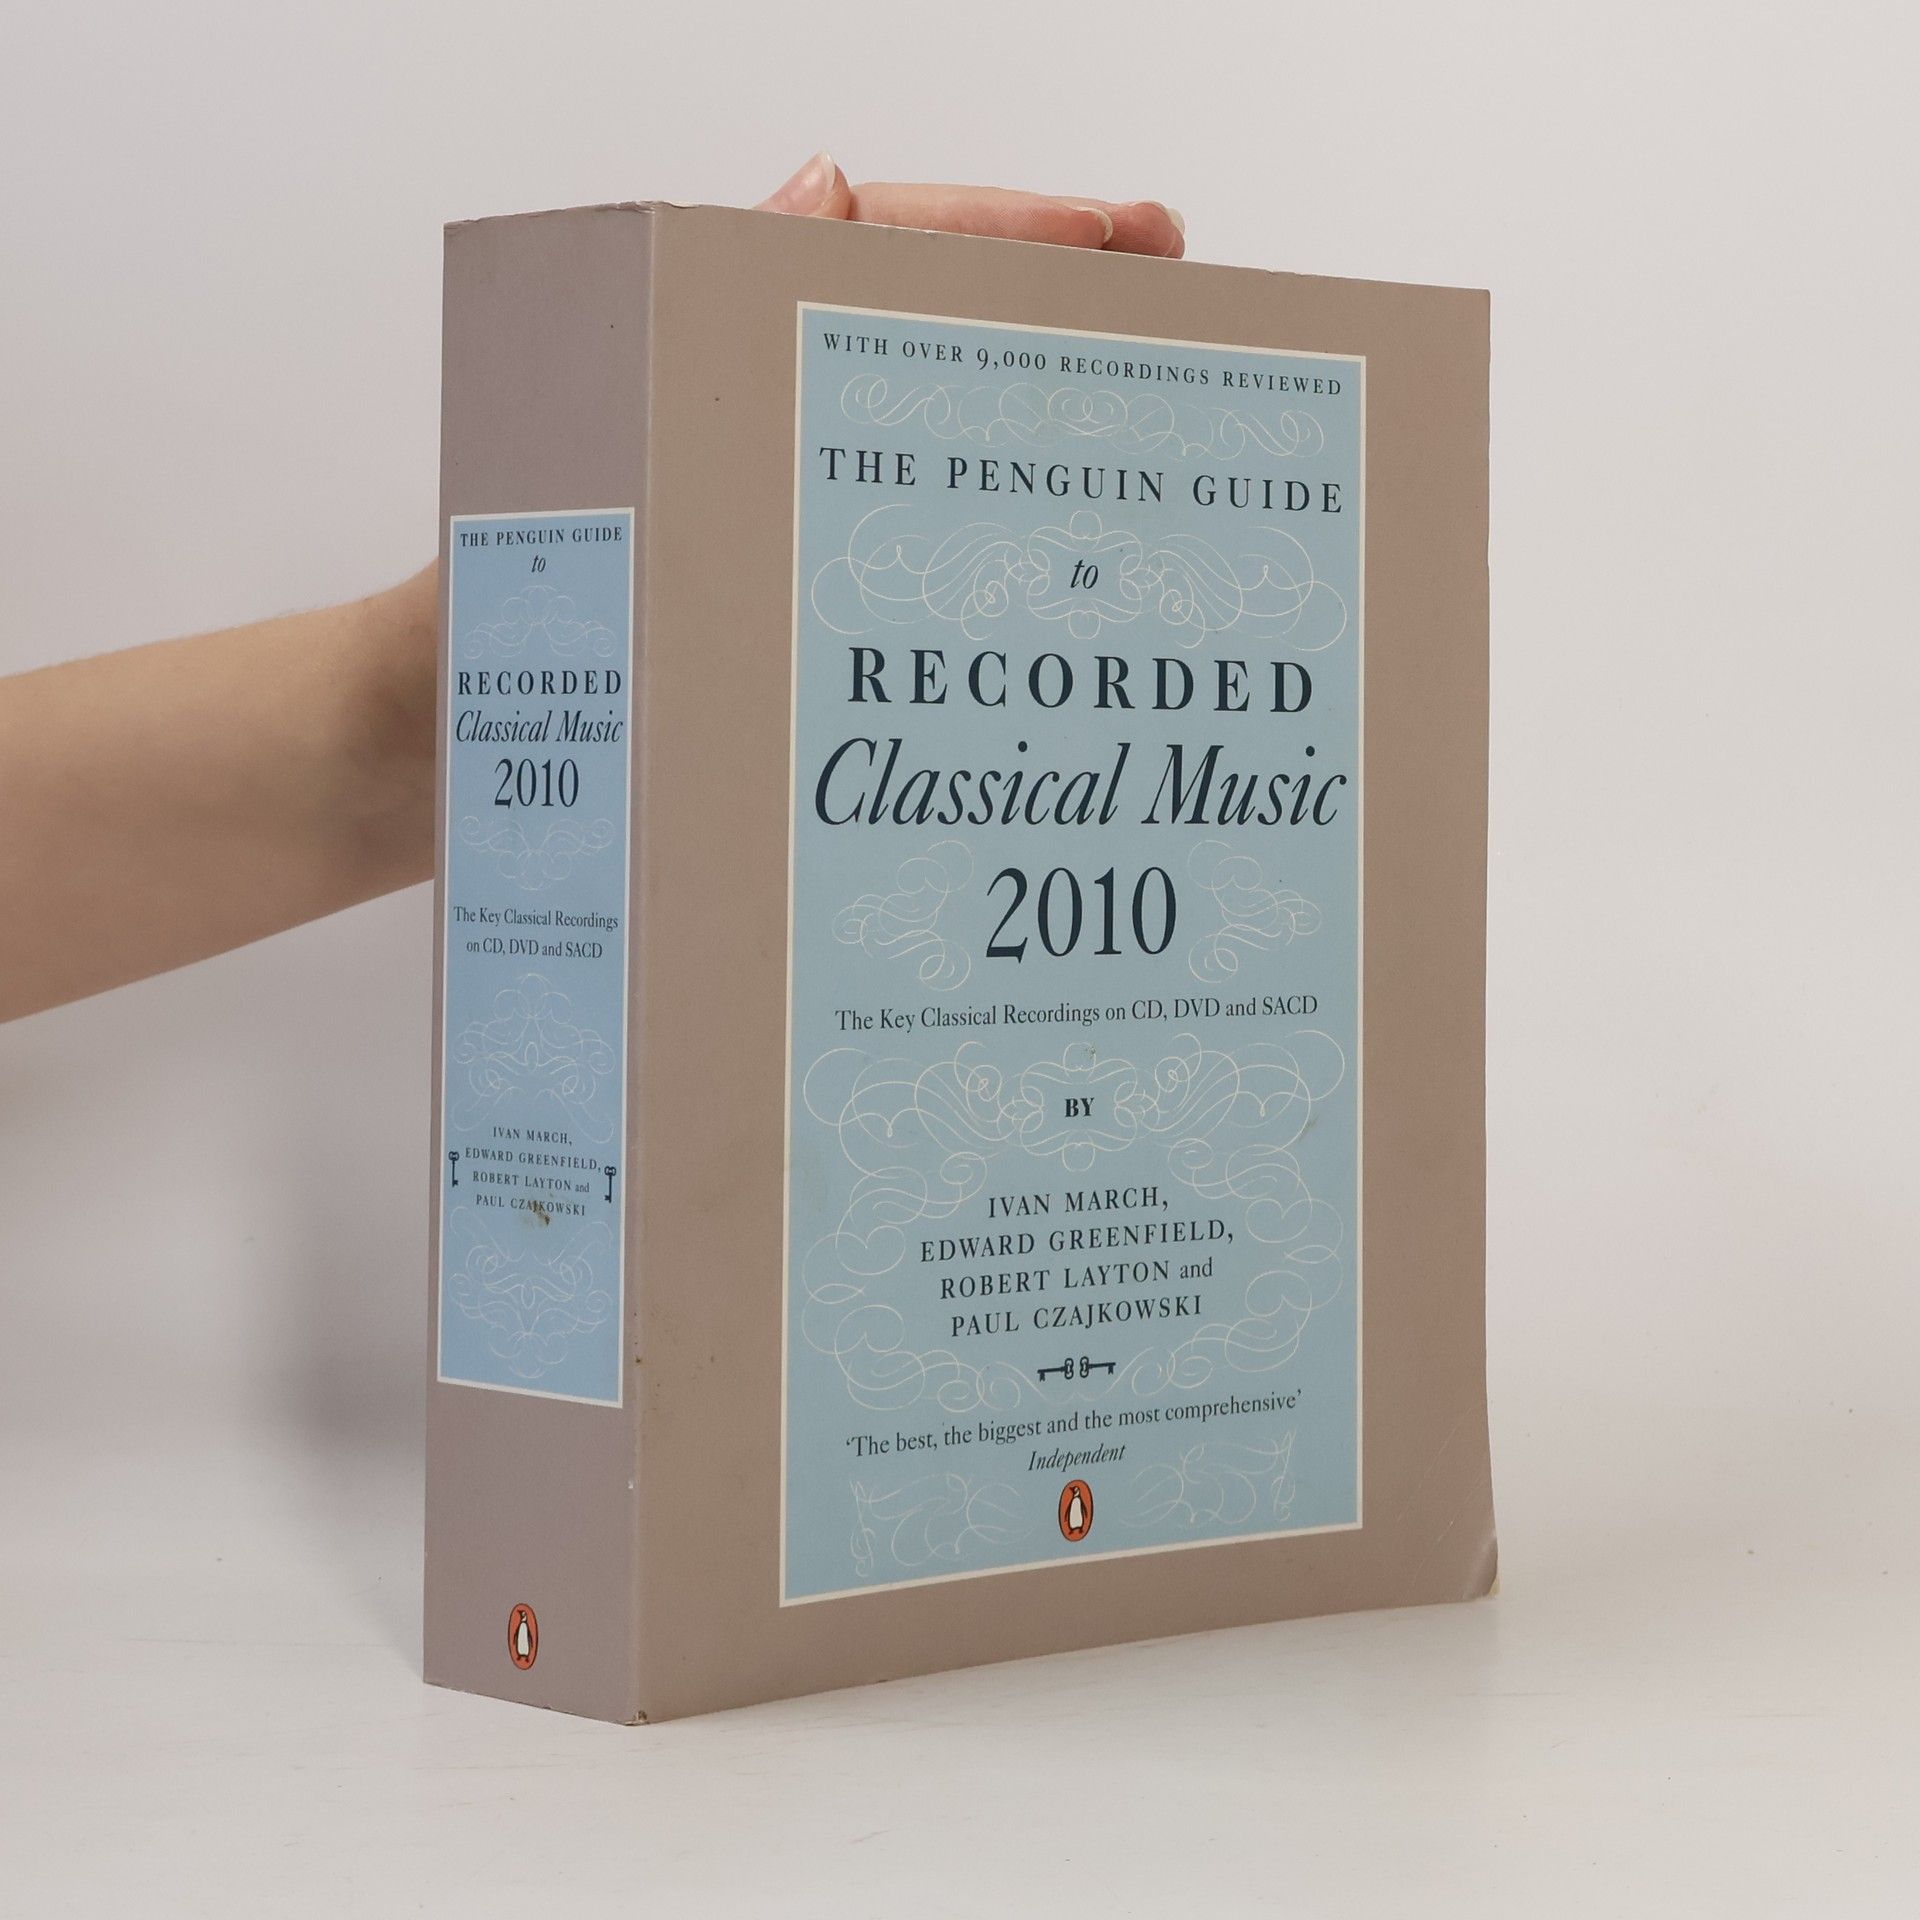 THE PENGUIN GUIDE
to
RECORDED
Classical Music
2010
The Key Classical Recordings
on CD, DVD and SACD
IVAN MARCH,
EDWARD GREENFIELD,
ROBERT LAYTON and
PAUL CZAJKOWSKI
WITH OVER 9,000 RECORDINGS REVIEWED
THE PENGUIN GUIDE
to
RECORDED
Classical Music
2010
The Key Classical Recordings on CD, DVD and SACD
BY
IVAN MARCH,
EDWARD GREENFIELD,
ROBERT LAYTON and
PAUL CZAJKOWSKI
‘The best, the biggest and the most comprehensive’
Independent